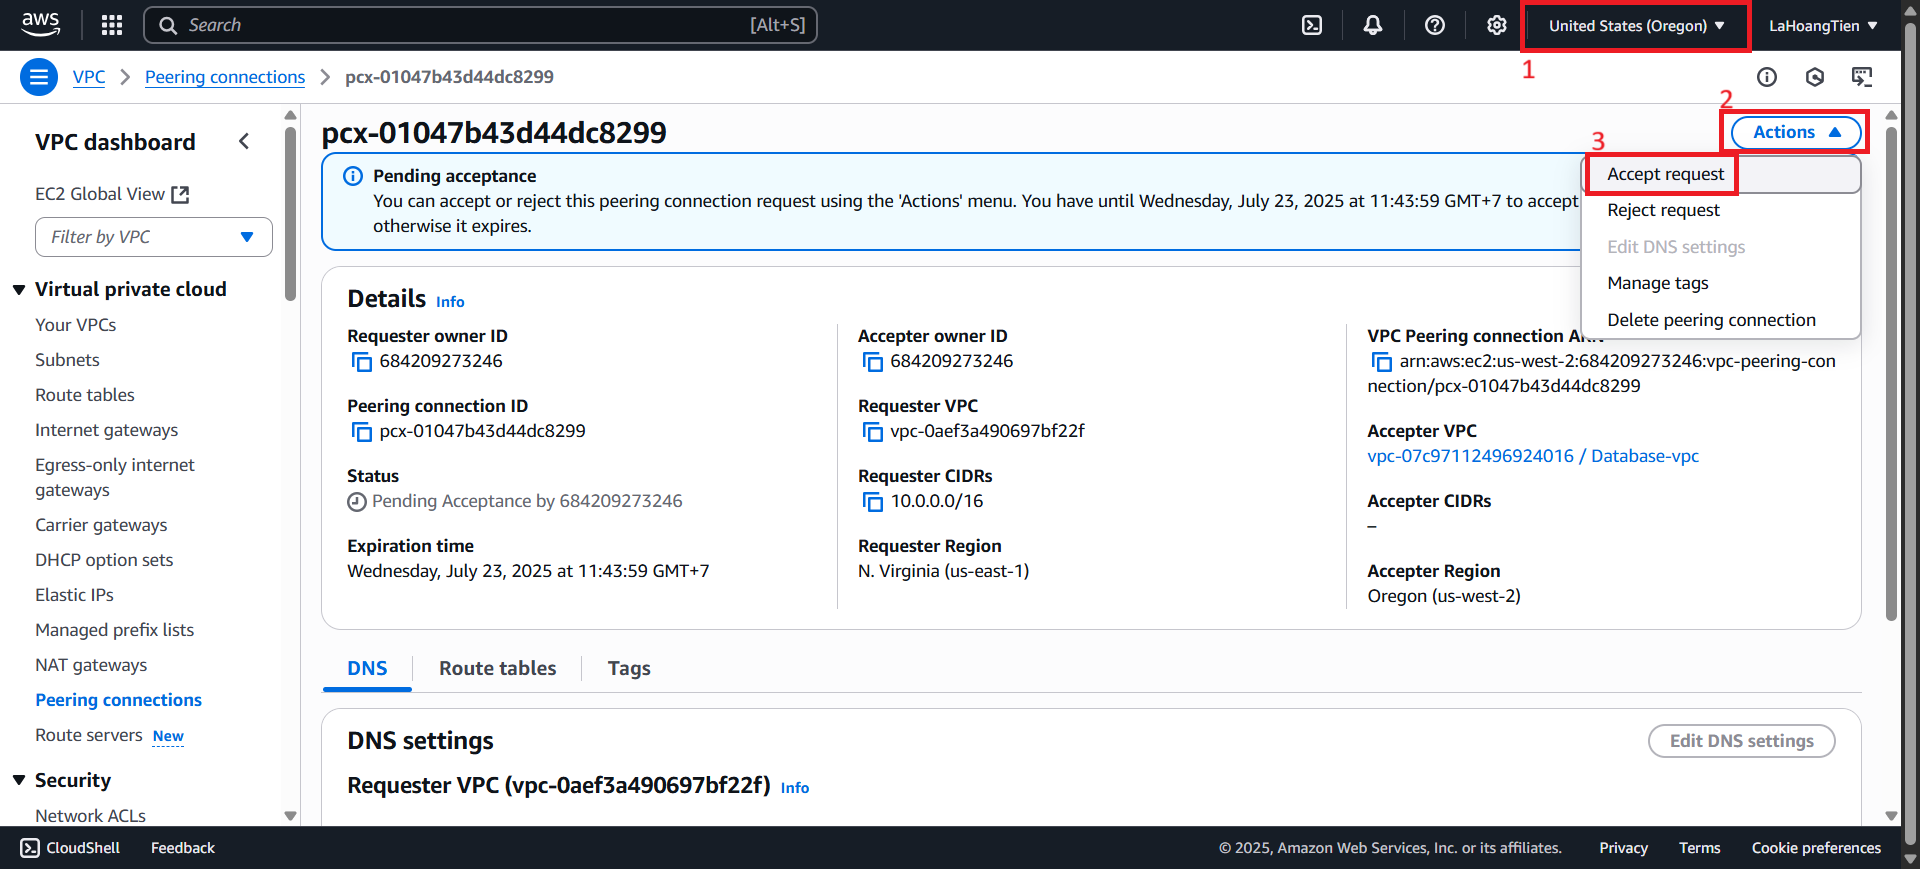 aws
Search
[Alt+S]
United States (Oregon)
LaHoangTien
1
VPC
Peering connections
pcx-01047b43d44dc8299
VPC dashboard
EC2 Global View
Filter by VPC
Virtual private cloud
Your VPCs
Subnets
Route tables
Internet gateways
Egress-only internet
gateways
Carrier gateways
DHCP option sets
Elastic IPs
Managed prefix lists
NAT gateways
Peering connections
Route servers New
Security
Network ACLs
pcx-01047b43d44dc8299
2
Actions
3
Accept request
Reject request
Edit DNS settings
Manage tags
Delete peering connection
Pending acceptance
You can accept or reject this peering connection request using the 'Actions' menu. You have until Wednesday, July 23, 2025 at 11:43:59 GMT+7 to accept
otherwise it expires.
Details Info
Requester owner ID
684209273246
Peering connection ID
pcx-01047b43d44dc8299
Status
Pending Acceptance by 684209273246
Expiration time
Wednesday, July 23, 2025 at 11:43:59 GMT+7
Accepter owner ID
684209273246
Requester VPC
vpc-0aef3a490697bf22f
Requester CIDRs
10.0.0.0/16
Requester Region
N. Virginia (us-east-1)
VPC Peering connection
arn:aws:ec2:us-west-2:684209273246:vpc-peering-con
nection/pcx-01047b43d44dc8299
Accepter VPC
vpc-07c97112496924016 / Database-vpc
Accepter CIDRs
–
Accepter Region
Oregon (us-west-2)
DNS
Route tables
Tags
DNS settings
Edit DNS settings
Requester VPC (vpc-0aef3a490697bf22f) Info
CloudShell
Feedback
© 2025, Amazon Web Services, Inc. or its affiliates.
Privacy
Terms
Cookie preferences